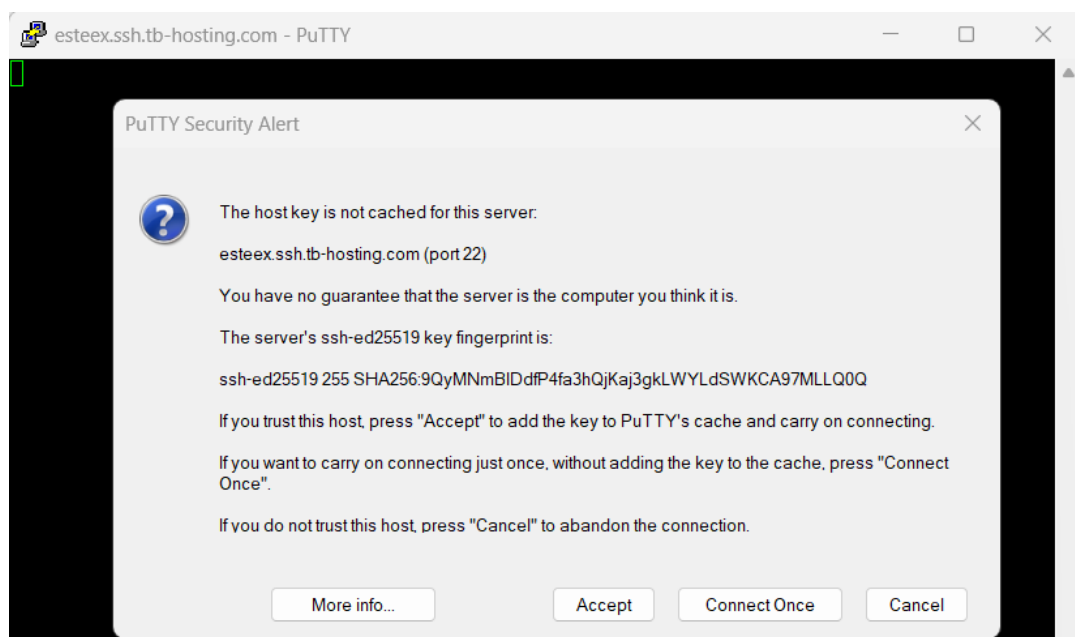 esteex.ssh.tb-hosting.com - PuTTY
PuTTY Security Alert
The host key is not cached for this server:
esteex.ssh.tb-hosting.com (port 22)
You have no guarantee that the server is the computer you think it is.
The server's ssh-ed25519 key fingerprint is:
ssh-ed25519 255 SHA256:9QyMNmBIDdfP4fa3hQjKaj3gkLWYLdSWKCA97MLLQ0Q
If you trust this host, press "Accept" to add the key to PuTTY's cache and carry on connecting.
If you want to carry on connecting just once, without adding the key to the cache, press "Connect
Once".
If you do not trust this host, press "Cancel" to abandon the connection.
More info...
Accept
Connect Once
Cancel